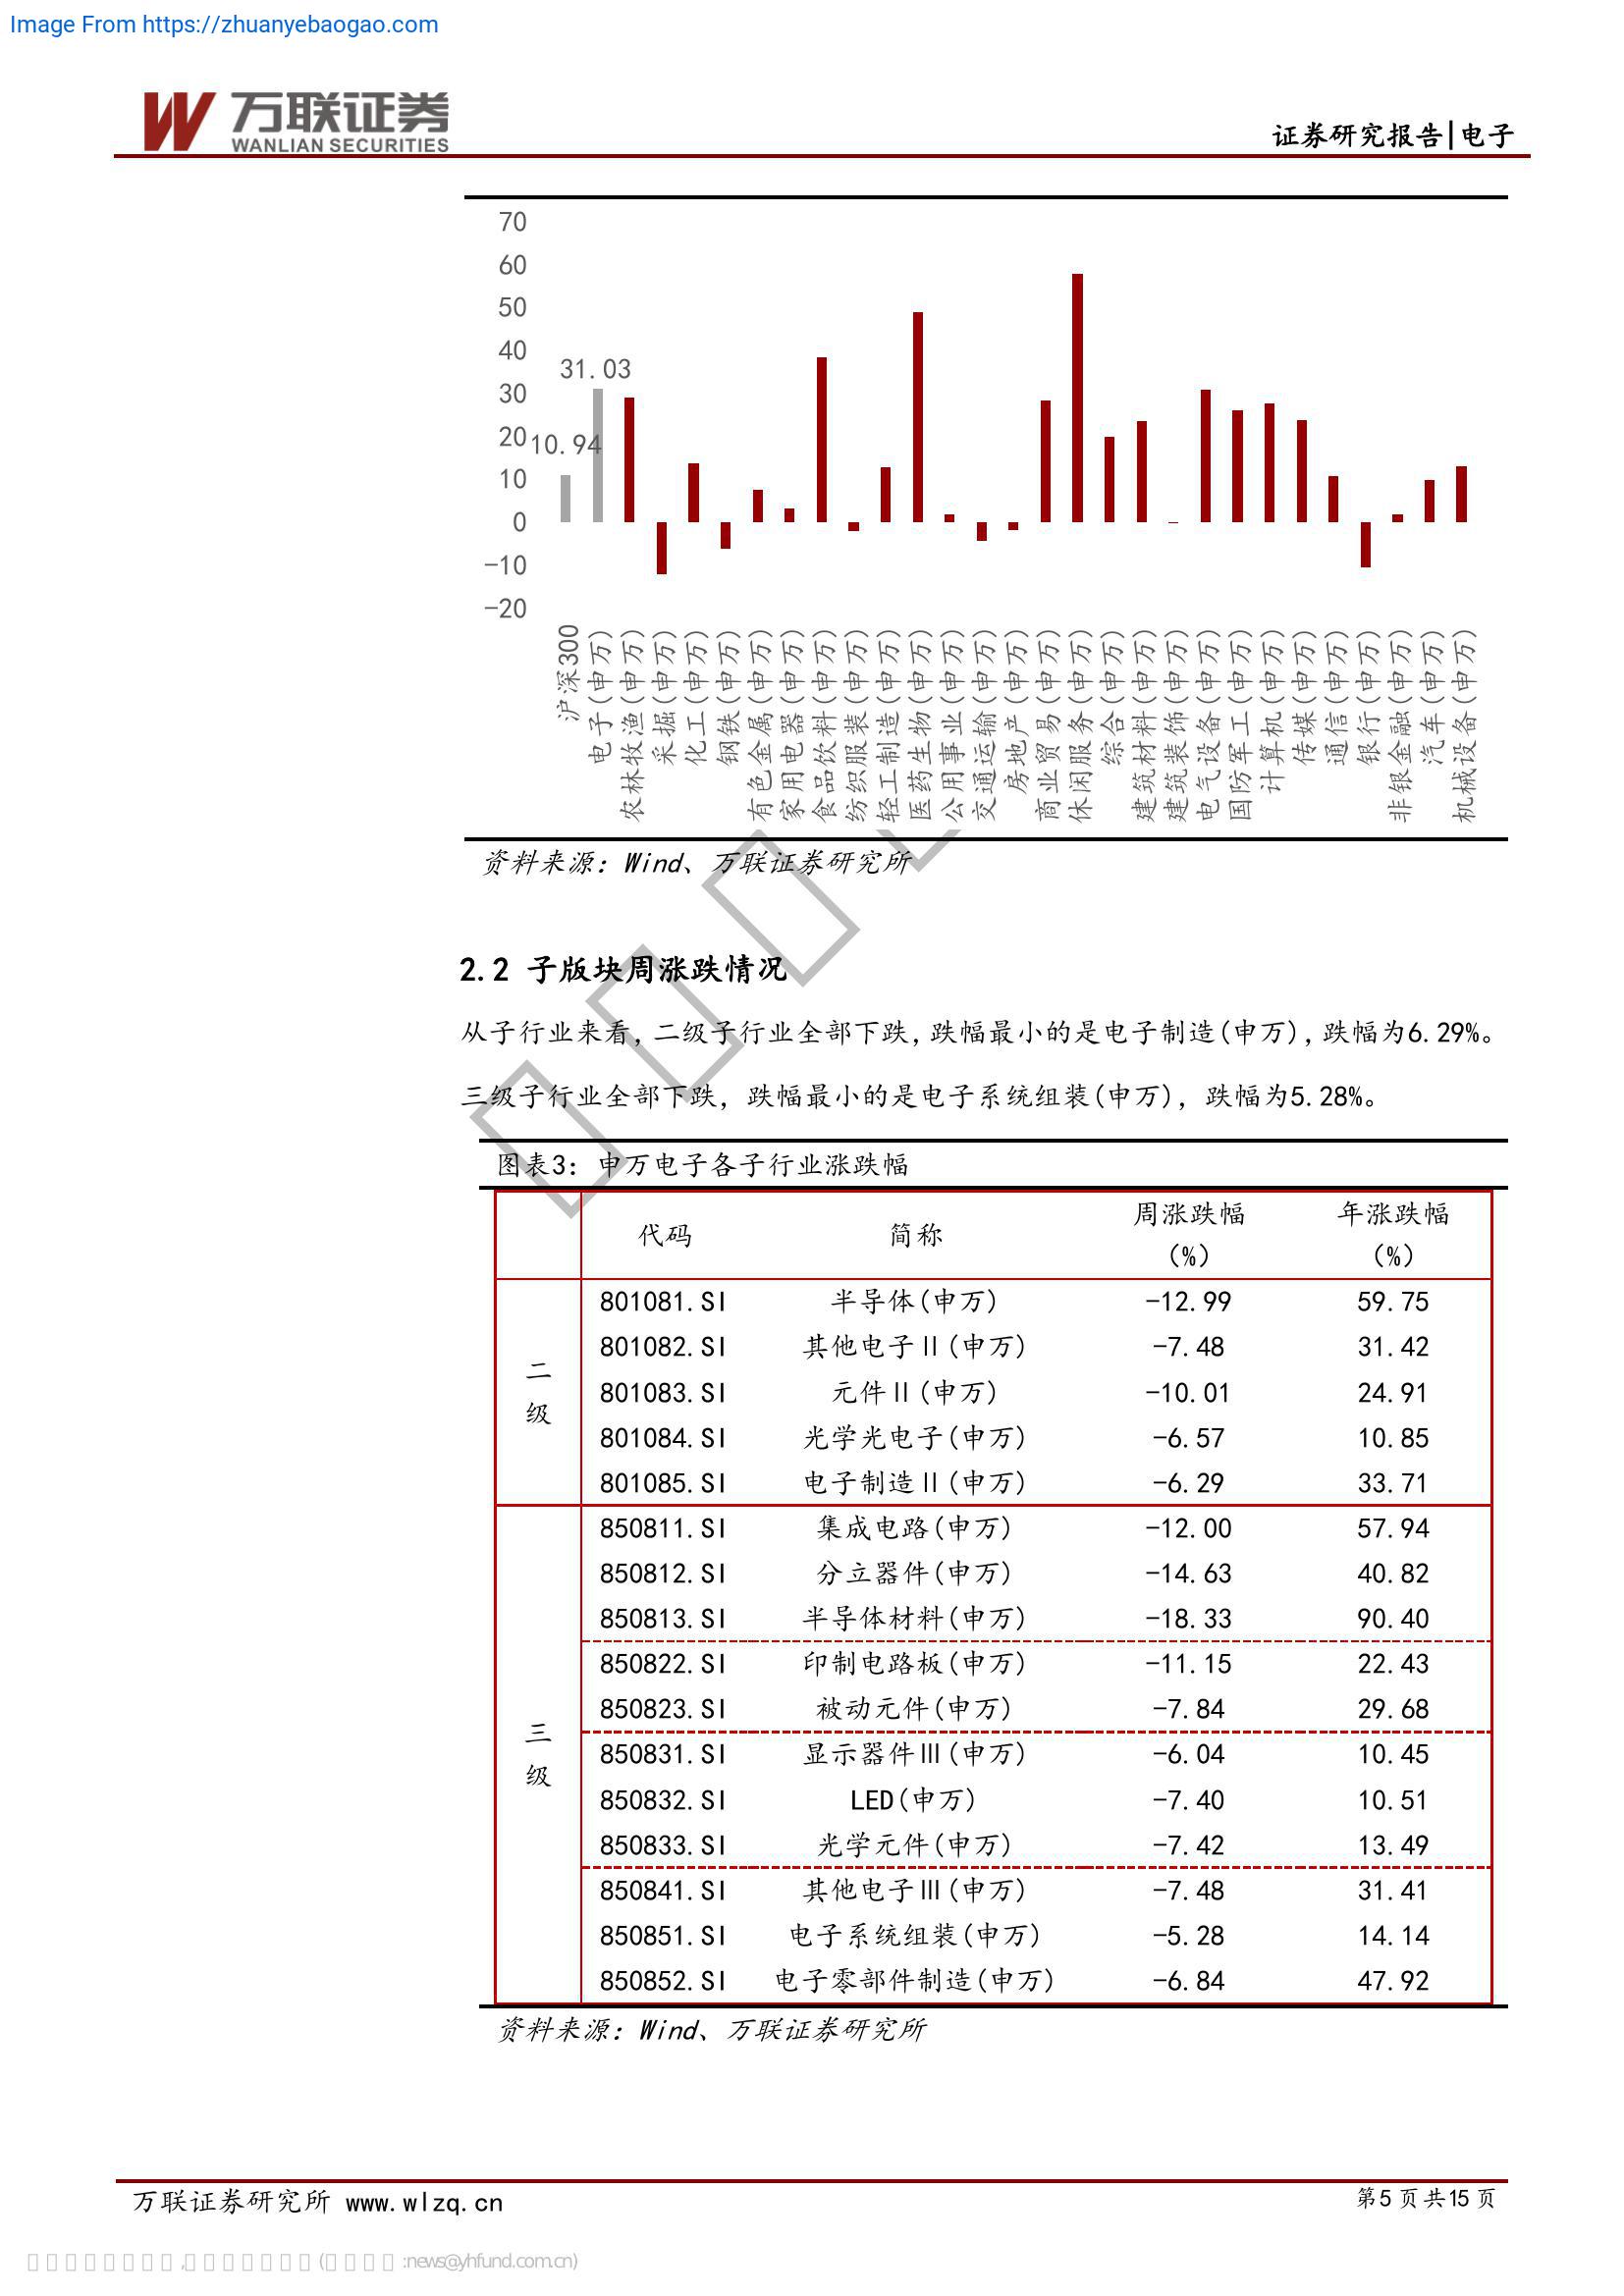 Image From https://zhuanyebaogao.com
万联证券
WANLIAN SECURITIES
证券研究报告|电子
70
60
50
40
30
20
10
0
-10
-20
31.03
10.94
沪深300
电子(申万)
农林牧渔(申万)
采掘(申万)
化工(申万)
钢铁(申万)
有色金属(申万)
家用电器(申万)
食品饮料(申万)
纺织服装(申万)
轻工制造(申万)
医药生物(申万)
公用事业(申万)
交通运输(申万)
房地产(申万)
商业贸易(申万)
休闲服务(申万)
综合(申万)
建筑材料(申万)
建筑装饰(申万)
电气设备(申万)
国防军工(申万)
计算机(申万)
传媒(申万)
通信(申万)
银行(申万)
非银金融(申万)
汽车(申万)
机械设备(申万)
资料来源：Wind、万联证券研究所
2.2 子版块周涨跌情况
从子行业来看,二级子行业全部下跌,跌幅最小的是电子制造(申万),跌幅为6.29%。
三级子行业全部下跌, 跌幅最小的是电子系统组装(申万), 跌幅为5.28%。
图表3: 申万电子各子行业涨跌幅
代码 简称 周涨跌幅(%) 年涨跌幅(%)
二级
801081.SI 半导体(申万) -12.99 59.75
801082.SI 其他电子Ⅱ(申万) -7.48 31.42
801083.SI 元件Ⅱ(申万) -10.01 24.91
801084.SI 光学光电子(申万) -6.57 10.85
801085.SI 电子制造Ⅱ(申万) -6.29 33.71
三级
850811.SI 集成电路(申万) -12.00 57.94
850812.SI 分立器件(申万) -14.63 40.82
850813.SI 半导体材料(申万) -18.33 90.40
850822.SI 印制电路板(申万) -11.15 22.43
850823.SI 被动元件(申万) -7.84 29.68
850831.SI 显示器件Ⅲ(申万) -6.04 10.45
850832.SI LED(申万) -7.40 10.51
850833.SI 光学元件(申万) -7.42 13.49
850841.SI 其他电子Ⅲ(申万) -7.48 31.41
850851.SI 电子系统组装(申万) -5.28 14.14
850852.SI 电子零部件制造(申万) -6.84 47.92
资料来源：Wind、万联证券研究所
万联证券研究所 www.wlzq.cn
第5页共15页
:news@yhfund.com.cn)